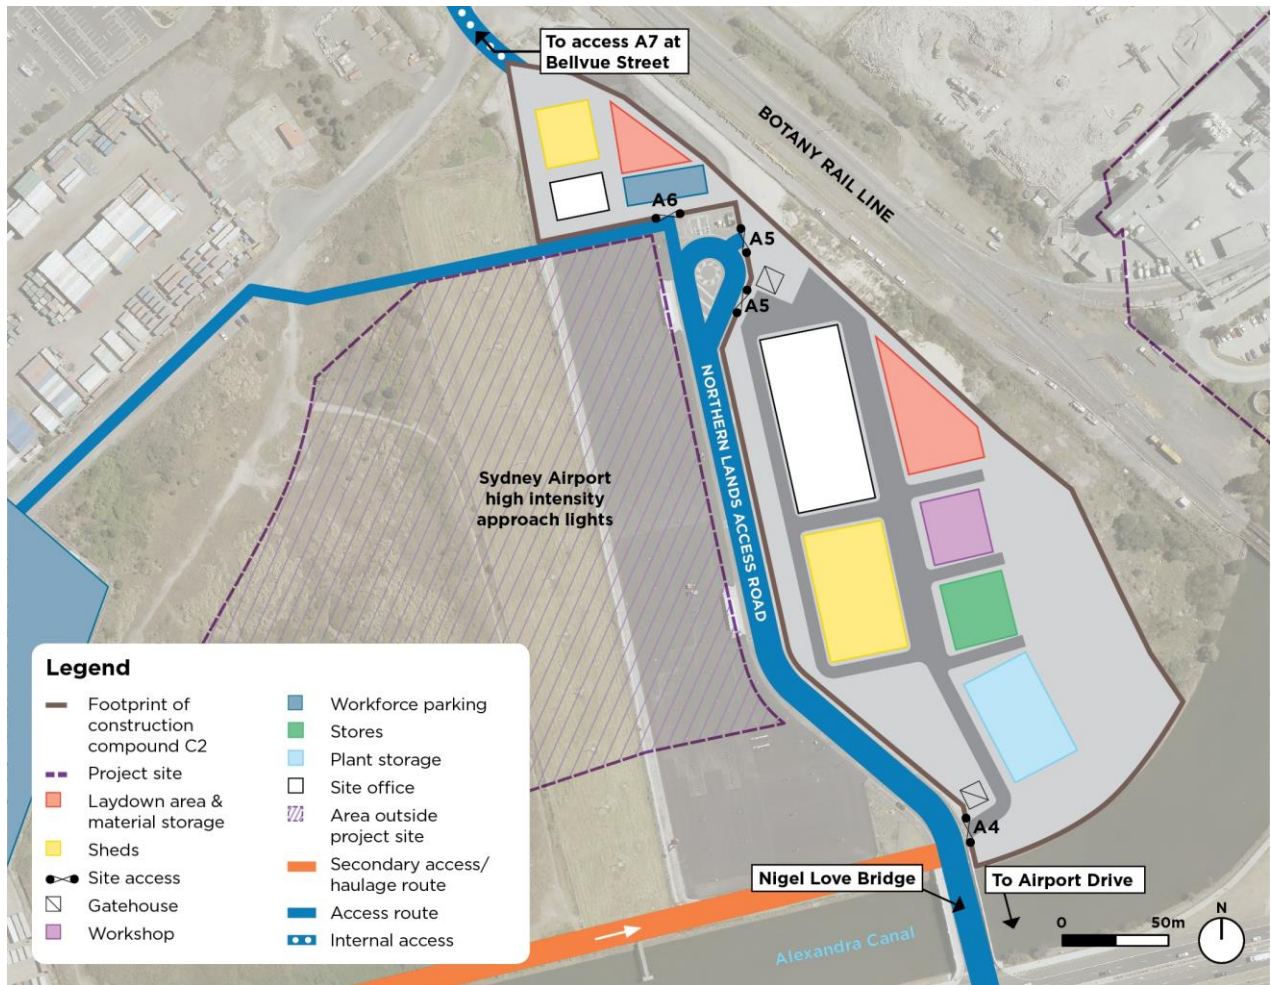 To access A7 at
Bellvue Street
BOTANY RAIL LINE
A6
A5
A5
NORTHERN LANDS ACCESS ROAD
Sydney Airport
high intensity
approach lights
A4
Nigel Love Bridge
To Airport Drive
Alexandra Canal
0 50m
N
Legend
Footprint of
construction
compound C2
Project site
Laydown area &
material storage
Sheds
Site access
Gatehouse
Workshop
Workforce parking
Stores
Plant storage
Site office
Area outside
project site
Secondary access/
haulage route
Access route
Internal access